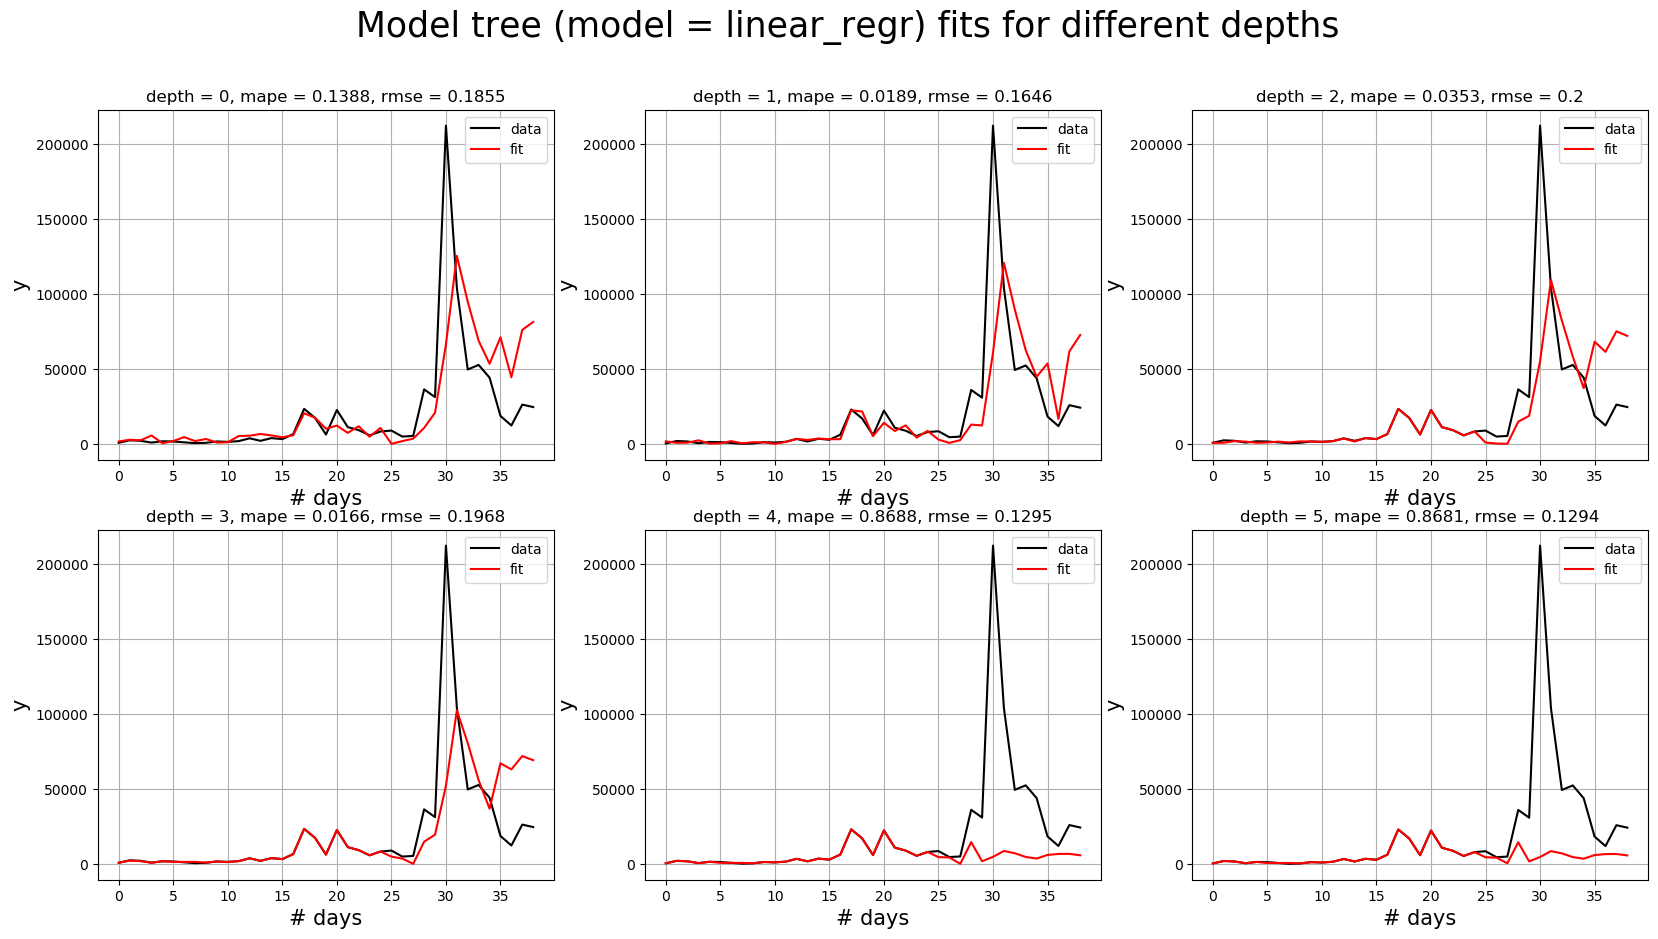 Model tree (model = linear_regr) fits for different depths
depth = 0, mape = 0.1388, rmse = 0.1855
data
fit
200000
150000
100000
50000
0
y
0 5 10 15 20 25 30 35
# days
depth = 1, mape = 0.0189, rmse = 0.1646
data
fit
200000
150000
100000
50000
0
y
0 5 10 15 20 25 30 35
# days
depth = 2, mape = 0.0353, rmse = 0.2
data
fit
200000
150000
100000
50000
0
y
0 5 10 15 20 25 30 35
# days
depth = 3, mape = 0.0166, rmse = 0.1968
data
fit
200000
150000
100000
50000
0
y
0 5 10 15 20 25 30 35
# days
depth = 4, mape = 0.8688, rmse = 0.1295
data
fit
200000
150000
100000
50000
0
y
0 5 10 15 20 25 30 35
# days
depth = 5, mape = 0.8681, rmse = 0.1294
data
fit
200000
150000
100000
50000
0
y
0 5 10 15 20 25 30 35
# days